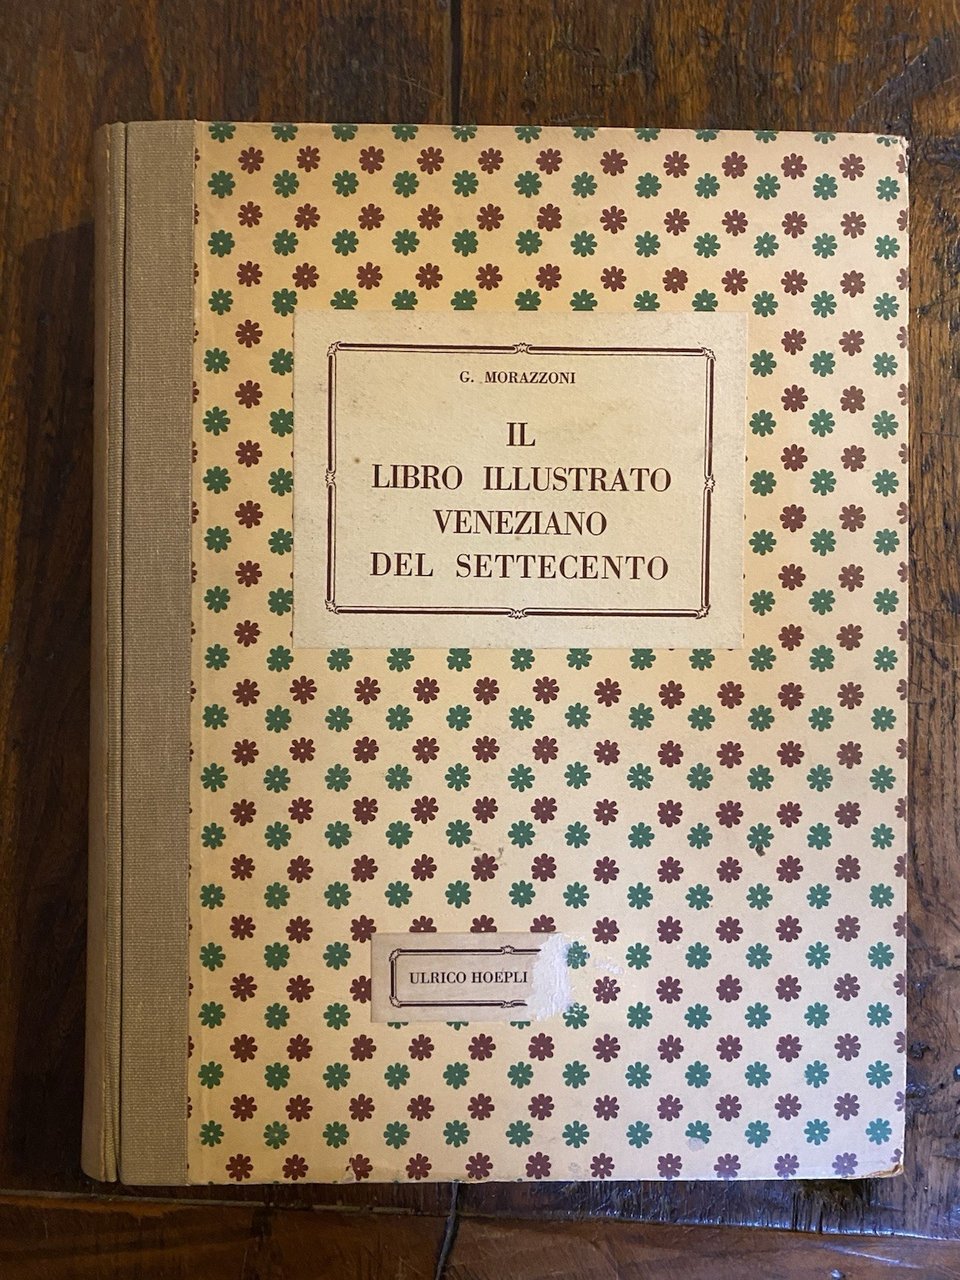 G. MORAZZONI
IL
LIBRO ILLUSTRATO
VENEZIANO
DEL SETTECENTO
ULRICO HOEPLI